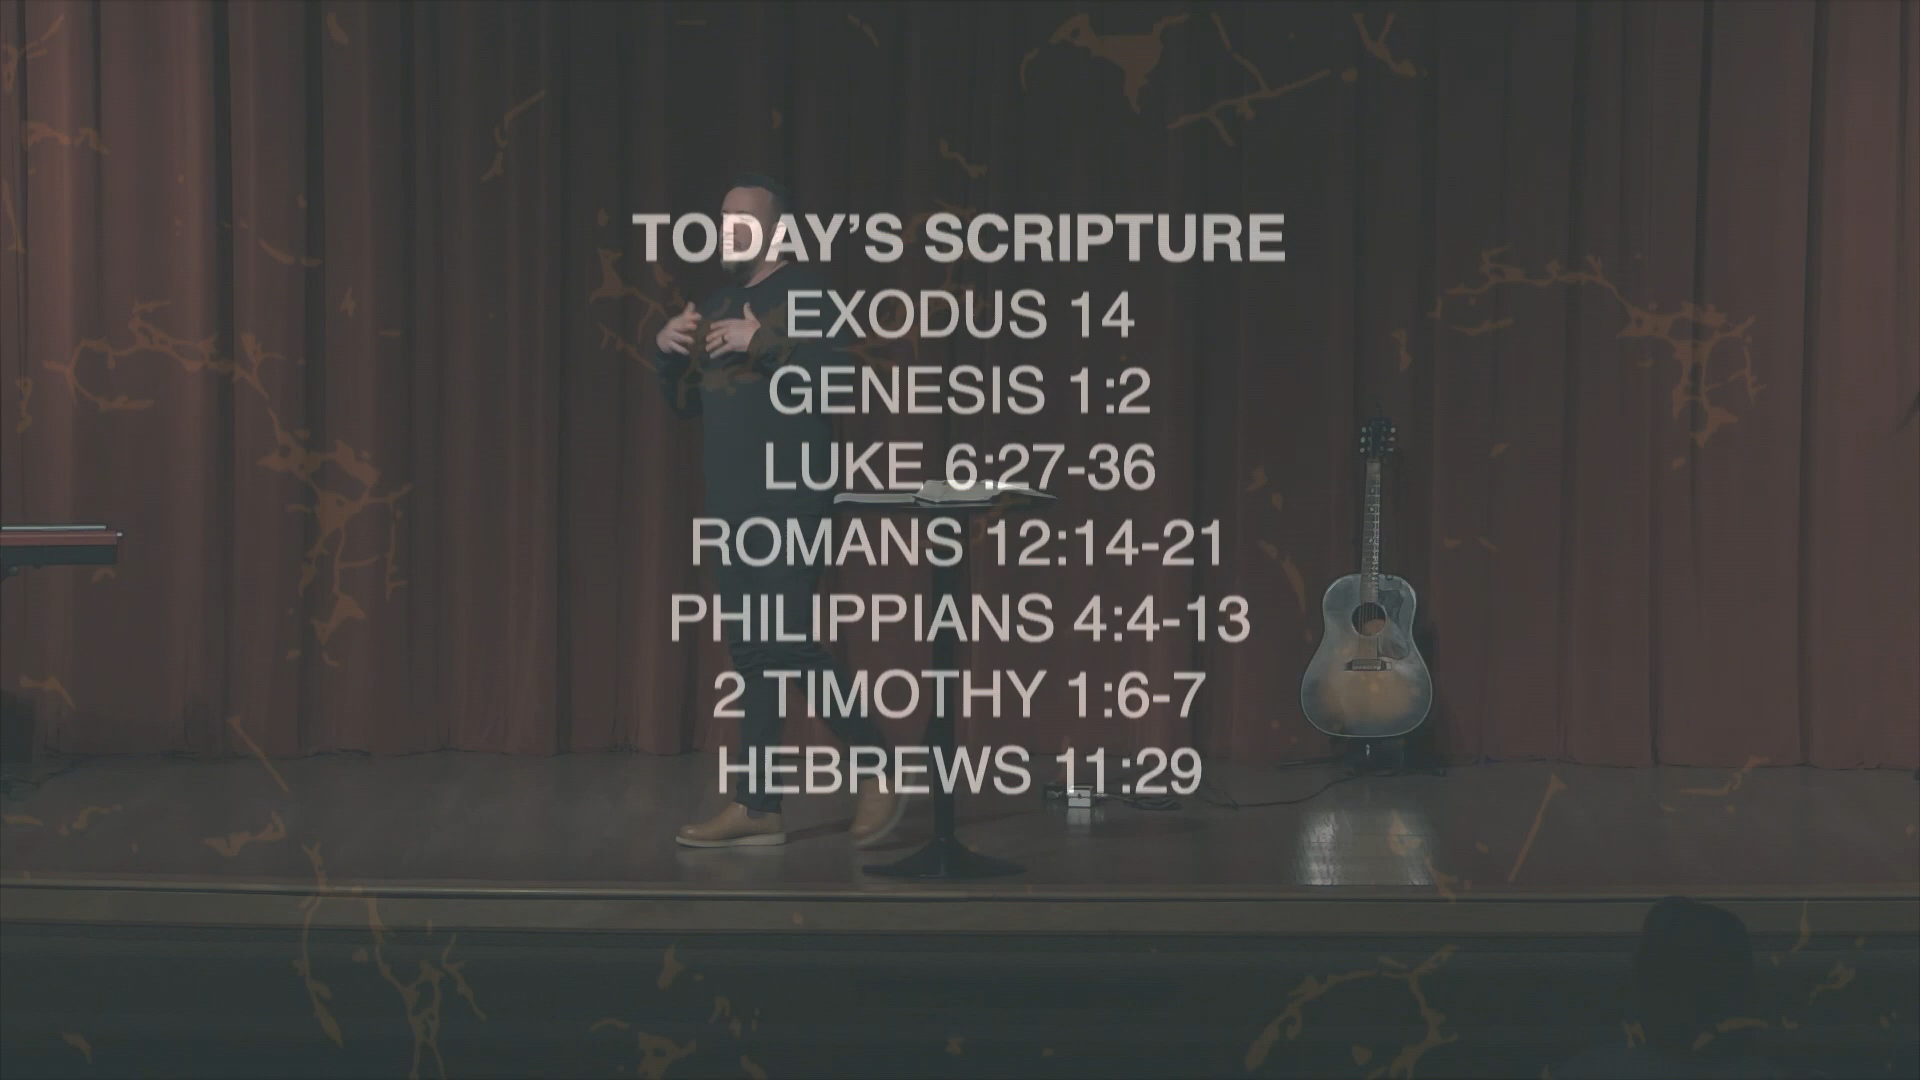 TODAY’S SCRIPTURE
EXODUS 14
GENESIS 1:2
LUKE 6:27-36
ROMANS 12:14-21
PHILIPPIANS 4:4-13
2 TIMOTHY 1:6-7
HEBREWS 11:29